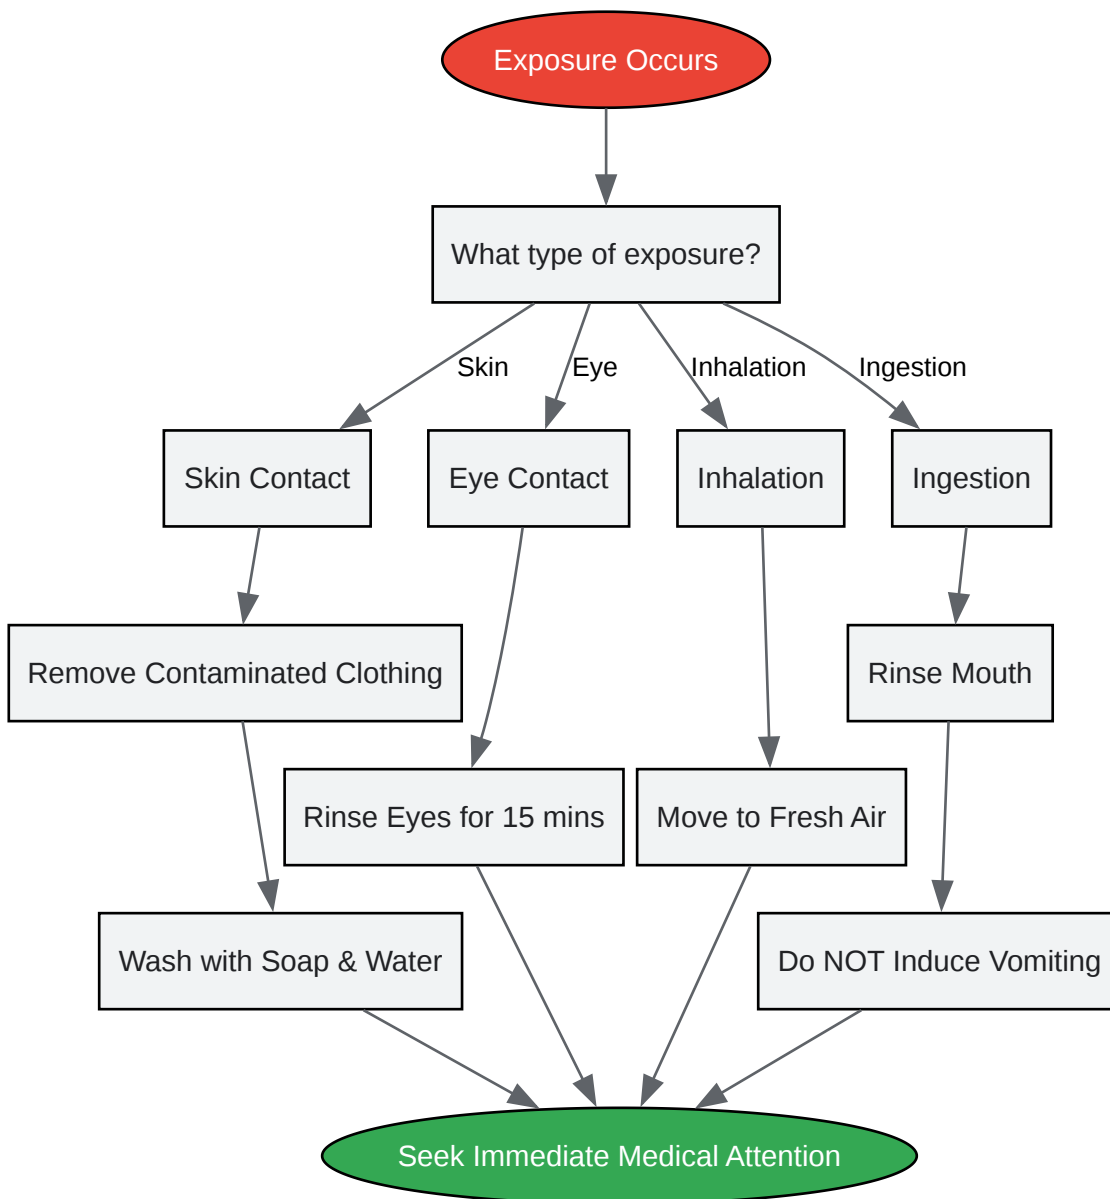 Exposure Occurs
What type of exposure?
Skin
Eye
Inhalation
Ingestion
Skin Contact
Eye Contact
Inhalation
Ingestion
Remove Contaminated Clothing
Rinse Mouth
Rinse Eyes for 15 mins
Move to Fresh Air
Wash with Soap & Water
Do NOT Induce Vomiting
Seek Immediate Medical Attention